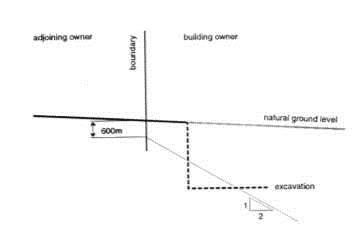 adjoining owner
boundary
building owner
natural ground level
600m
excavation
1
2